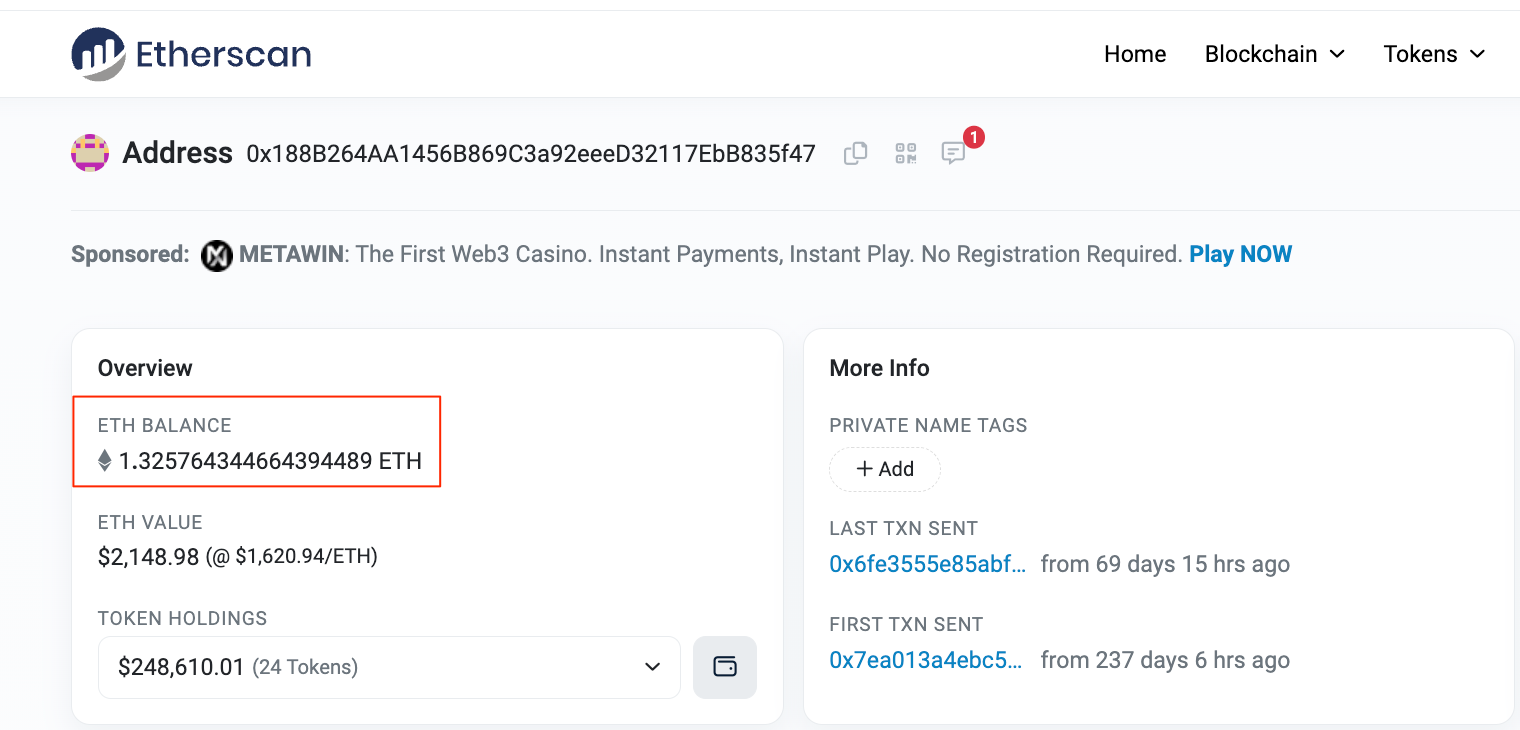 Etherscan
Home Blockchain Tokens
Address 0x188B264AA1456B869C3a92eeeD32117EbB835f47 1
Sponsored: METAWIN: The First Web3 Casino. Instant Payments, Instant Play. No Registration Required. Play NOW
Overview
ETH BALANCE
1.325764344664394489 ETH
ETH VALUE
$2,148.98 (@ $1,620.94/ETH)
TOKEN HOLDINGS
$248,610.01 (24 Tokens)
More Info
PRIVATE NAME TAGS
+ Add
LAST TXN SENT
0x6fe3555e85abf... from 69 days 15 hrs ago
FIRST TXN SENT
0x7ea013a4ebc5... from 237 days 6 hrs ago